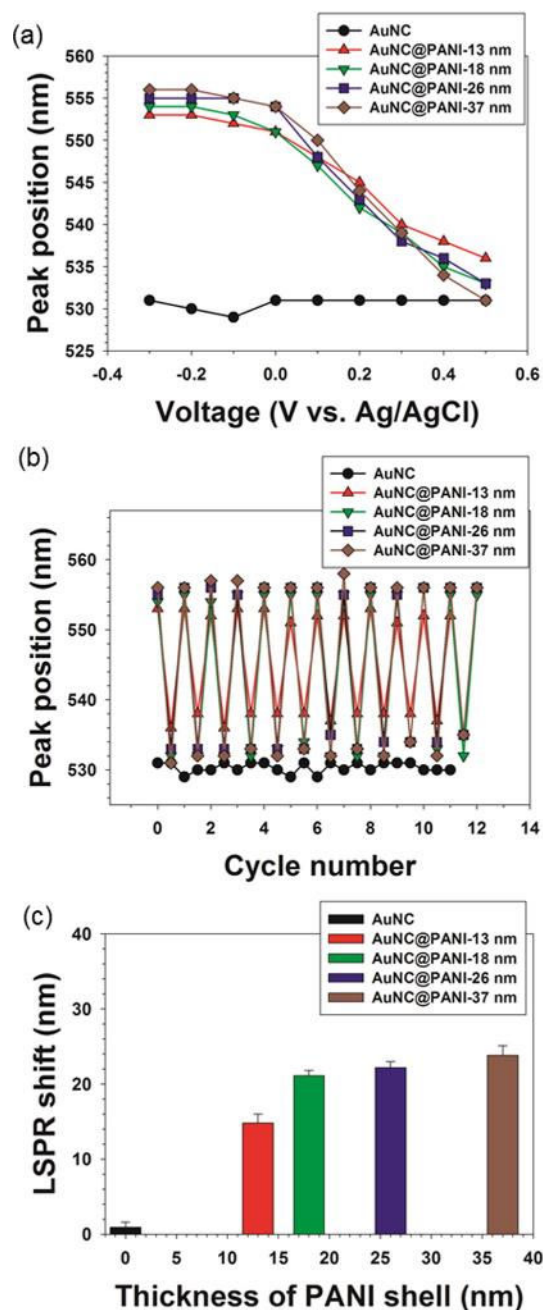 (a)
AuNC
AuNC@PANI-13 nm
AuNC@PANI-18 nm
AuNC@PANI-26 nm
AuNC@PANI-37 nm
Peak position (nm)
560
555
550
545
540
535
530
525
-0.4 -0.2 0.0 0.2 0.4 0.6
Voltage (V vs. Ag/AgCl)
(b)
AuNC
AuNC@PANI-13 nm
AuNC@PANI-18 nm
AuNC@PANI-26 nm
AuNC@PANI-37 nm
Peak position (nm)
560
550
540
530
0 2 4 6 8 10 12 14
Cycle number
(c)
AuNC
AuNC@PANI-13 nm
AuNC@PANI-18 nm
AuNC@PANI-26 nm
AuNC@PANI-37 nm
LSPR shift (nm)
40
30
20
10
0
0 5 10 15 20 25 30 35 40
Thickness of PANI shell (nm)